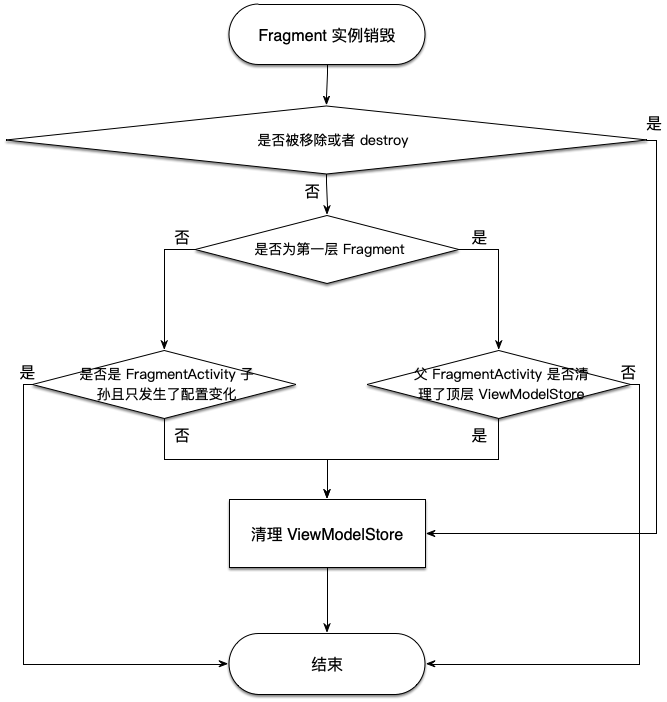 Fragment 实例销毁
是否被移除或者 destroy
是
否
是否为第一层 Fragment
否
是
是否是 FragmentActivity 子
孙且只发生了配置变化
是
否
父 FragmentActivity 是否清
理了顶层 ViewModelStore
否
是
清理 ViewModelStore
结束